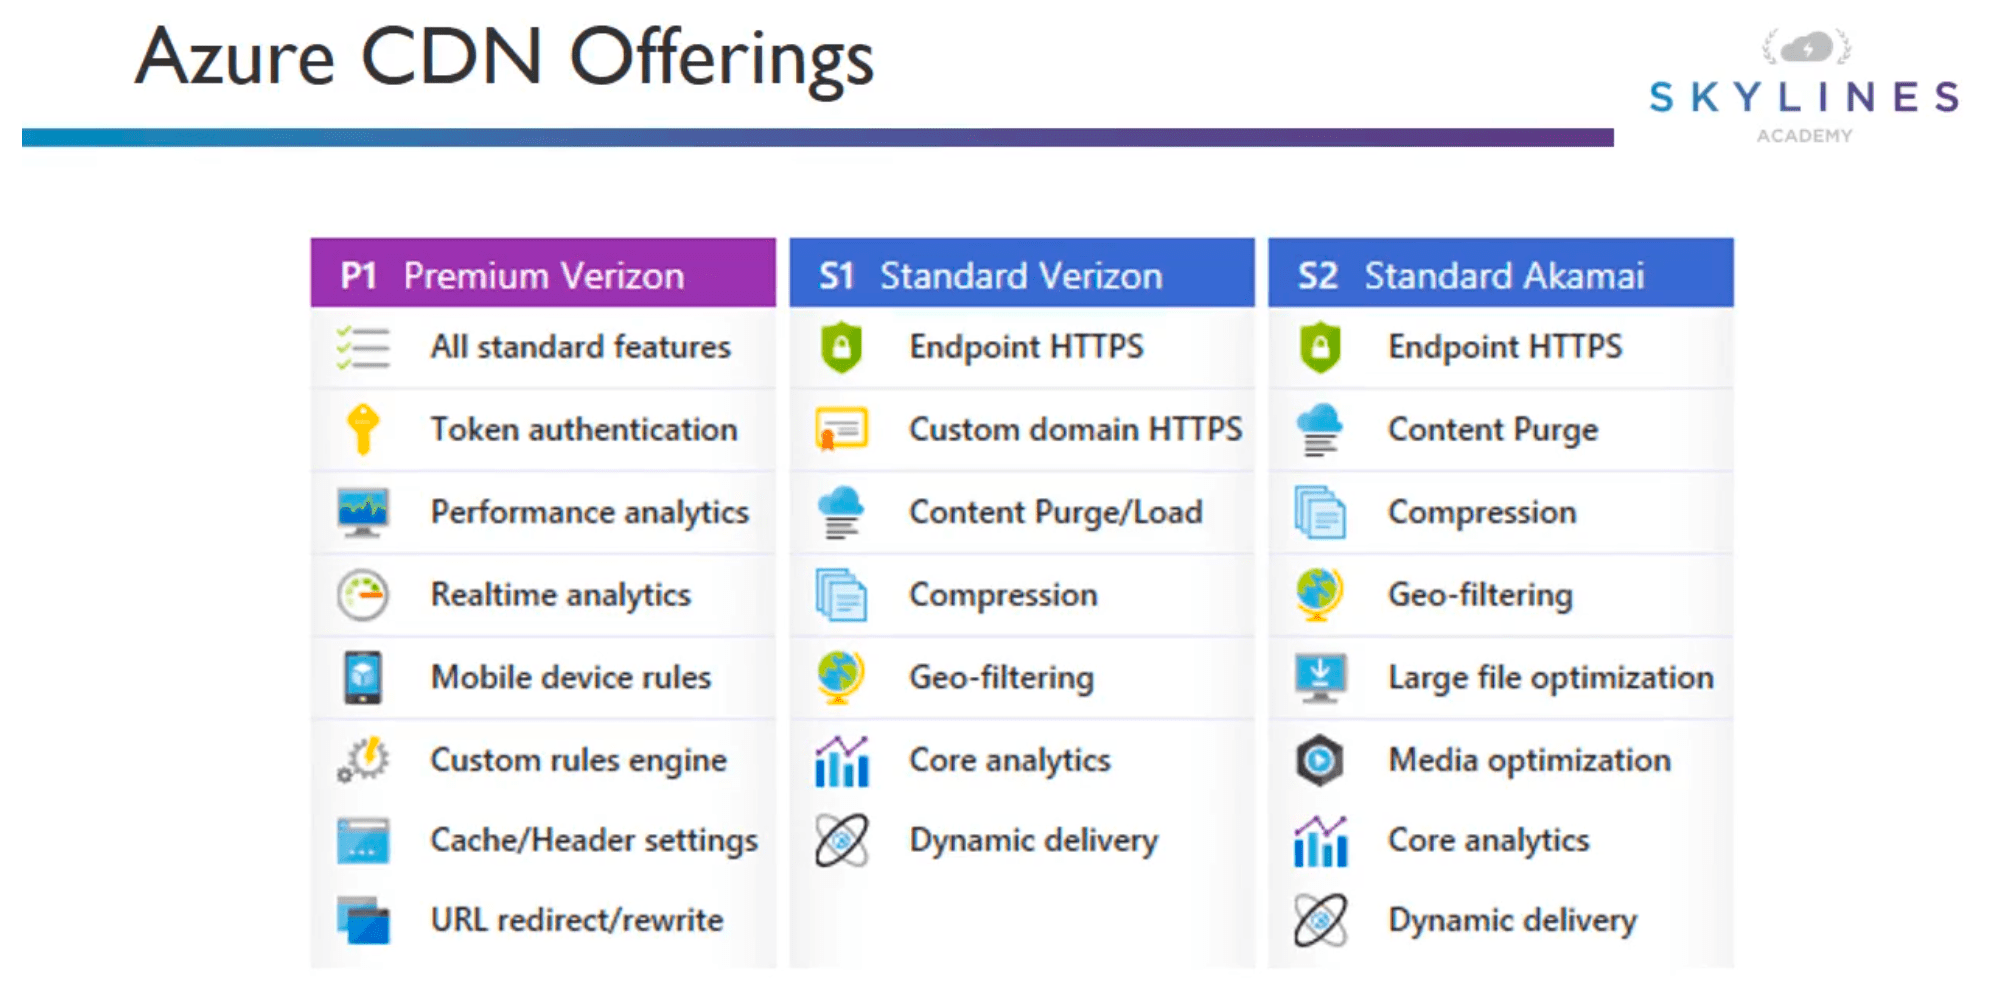 Azure CDN Offerings
SKYLINES
ACADEMY
P1 Premium Verizon
All standard features
Token authentication
Performance analytics
Realtime analytics
Mobile device rules
Custom rules engine
Cache/Header settings
URL redirect/rewrite
S1 Standard Verizon
Endpoint HTTPS
Custom domain HTTPS
Content Purge/Load
Compression
Geo-filtering
Core analytics
Dynamic delivery
S2 Standard Akamai
Endpoint HTTPS
Content Purge
Compression
Geo-filtering
Large file optimization
Media optimization
Core analytics
Dynamic delivery